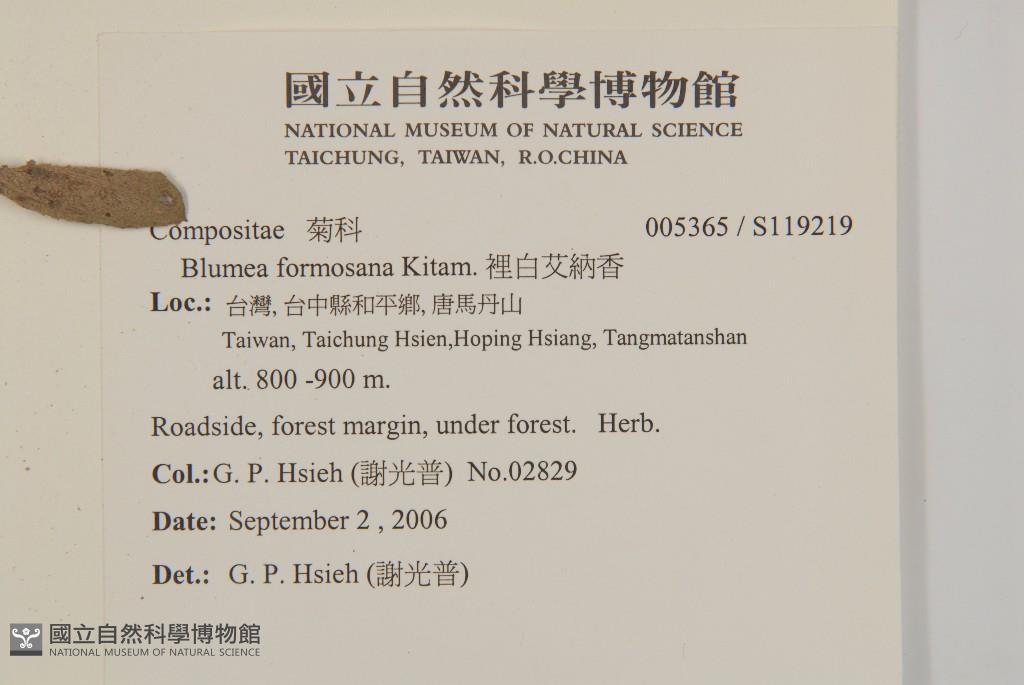 國立自然科學博物館
NATIONAL MUSEUM OF NATURAL SCIENCE
TAICHUNG, TAIWAN, R.O.CHINA
Compositae 菊科 005365 / S119219
Blumea formosana Kitam. 裡白艾納香
Loc.: 台灣, 台中縣和平鄉, 唐馬丹山
Taiwan, Taichung Hsien,Hoping Hsiang, Tangmatanshan
alt. 800 -900 m.
Roadside, forest margin, under forest. Herb.
Col.: G. P. Hsieh (謝光普) No.02829
Date: September 2 , 2006
Det.: G. P. Hsieh (謝光普)
國立自然科學博物館
NATIONAL MUSEUM OF NATURAL SCIENCE